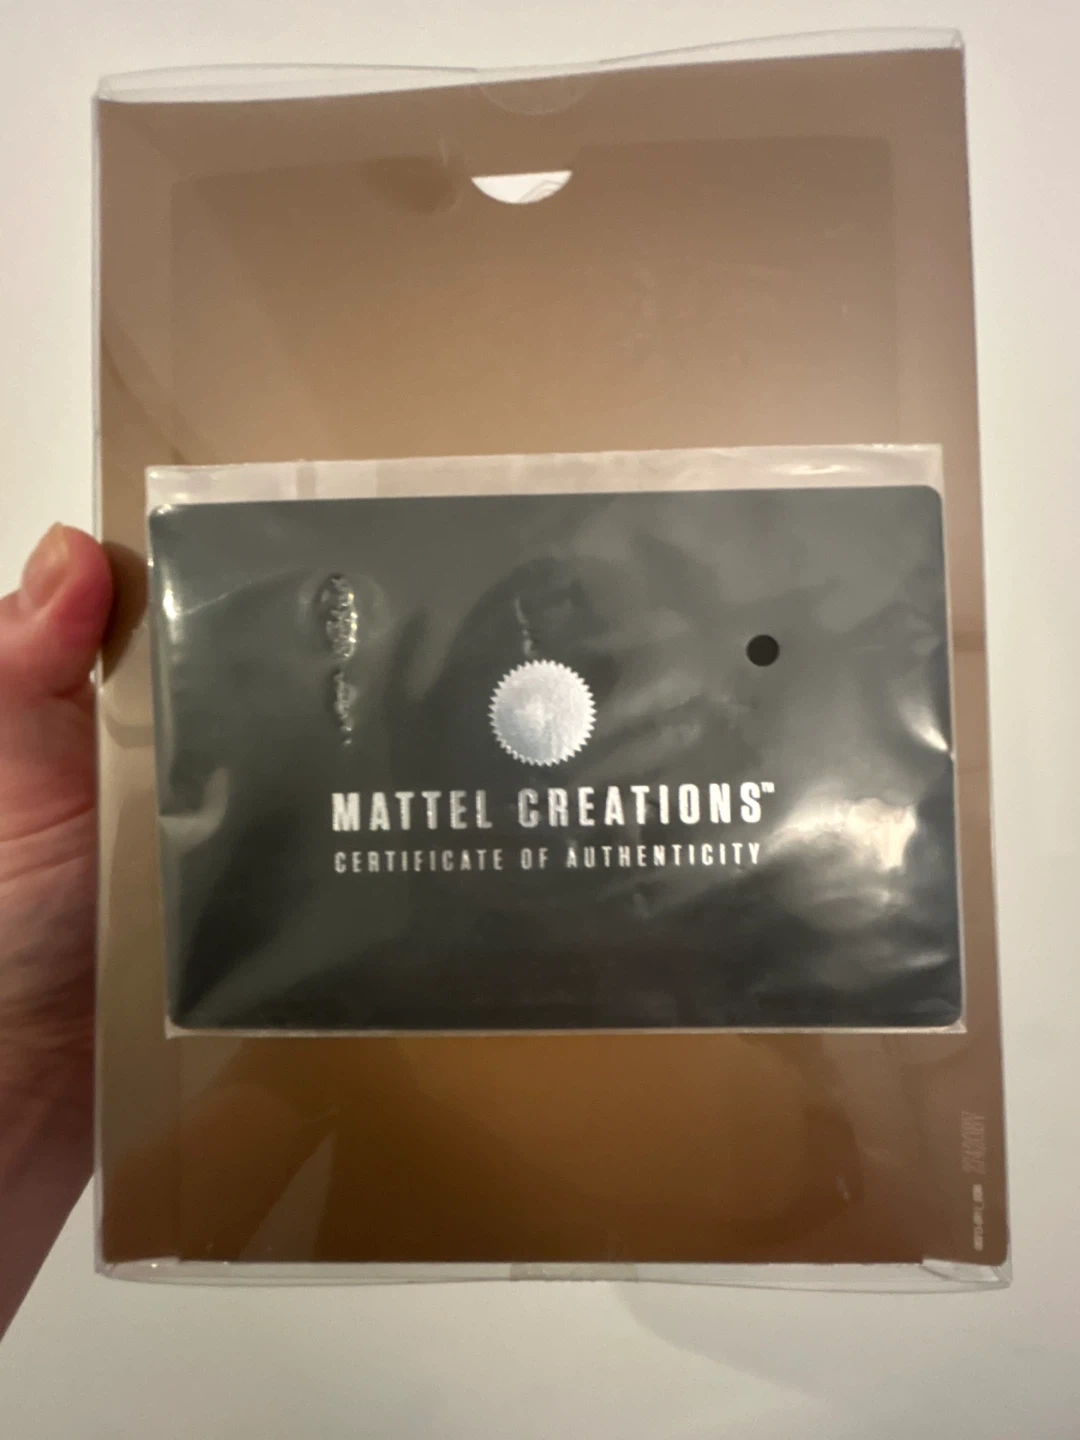 MATTEL CREATIONS™
CERTIFICATE OF AUTHENTICITY